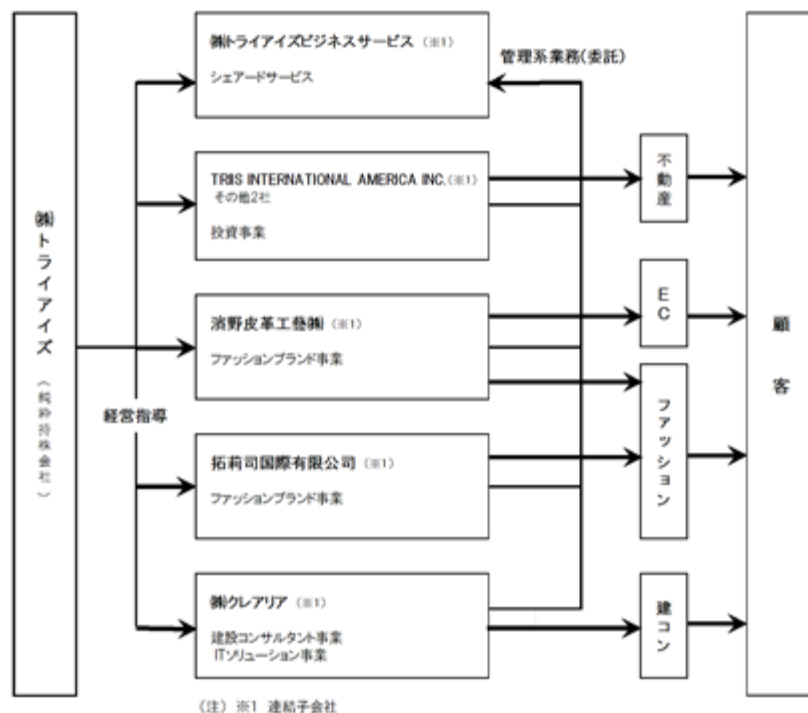 ㈱トライアイズ（純粋持株会社）
経営指導
㈱トライアイズビジネスサービス（※1）
シェアードサービス
管理系業務(委託)
TRIIS INTERNATIONAL AMERICA INC.(※1)
その他2社
投資事業
濱野皮革工藝㈱（※1）
ファッションブランド事業
拓莉司国際有限公司（※1）
ファッションブランド事業
㈱クレアリア（※1）
建設コンサルタント事業
ITソリューション事業
不動産
EC
ファッション
建コン
顧客
（注）※1 連結子会社